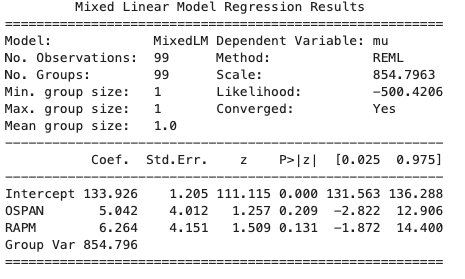 Mixed Linear Model Regression Results
Model: MixedLM Dependent Variable: mu
No. Observations: 99 Method: REML
No. Groups: 99 Scale: 854.7963
Min. group size: 1 Likelihood: -500.4206
Max. group size: 1 Converged: Yes
Mean group size: 1.0
Coef. Std.Err. z P>|z| [0.025 0.975]
Intercept 133.926 1.205 111.115 0.000 131.563 136.288
OSPAN 5.042 4.012 1.257 0.209 -2.822 12.906
RAPM 6.264 4.151 1.509 0.131 -1.872 14.400
Group Var 854.796